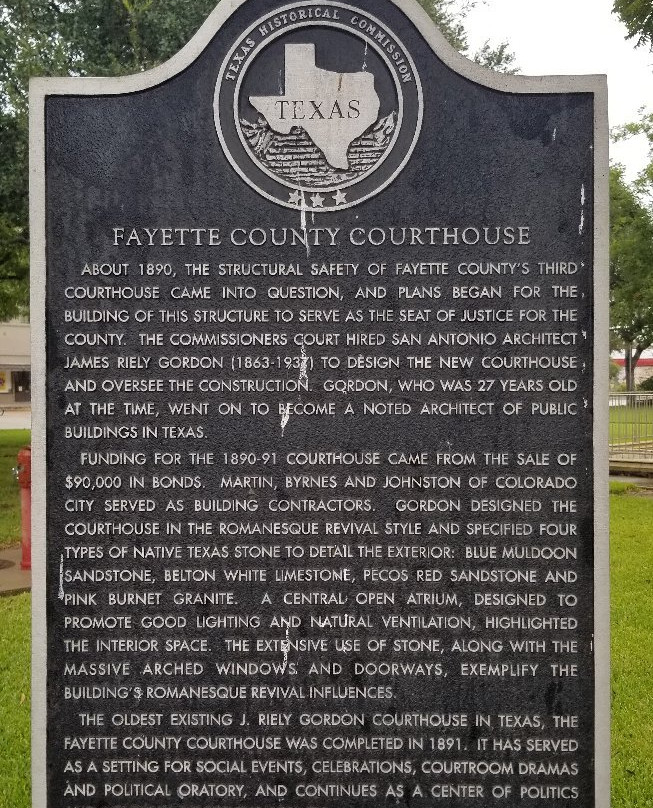 TEXAS HISTORICAL COMMISSION
TEXAS
FAYETTE COUNTY COURTHOUSE
ABOUT 1890, THE STRUCTURAL SAFETY OF FAYETTE COUNTY'S THIRD
COURTHOUSE CAME INTO QUESTION, AND PLANS BEGAN FOR THE
BUILDING OF THIS STRUCTURE TO SERVE AS THE SEAT OF JUSTICE FOR THE
COUNTY. THE COMMISSIONERS COURT HIRED SAN ANTONIO ARCHITECT
JAMES RIELY GORDON (1863-1937) TO DESIGN THE NEW COURTHOUSE
AND OVERSEE THE CONSTRUCTION. GORDON, WHO WAS 27 YEARS OLD
AT THE TIME, WENT ON TO BECOME A NOTED ARCHITECT OF PUBLIC
BUILDINGS IN TEXAS.
FUNDING FOR THE 1890-91 COURTHOUSE CAME FROM THE SALE OF
$90,000 IN BONDS. MARTIN, BYRNES AND JOHNSTON OF COLORADO
CITY SERVED AS BUILDING CONTRACTORS. GORDON DESIGNED THE
COURTHOUSE IN THE ROMANESQUE REVIVAL STYLE AND SPECIFIED FOUR
TYPES OF NATIVE TEXAS STONE TO DETAIL THE EXTERIOR: BLUE MULDOON
SANDSTONE, BELTON WHITE LIMESTONE, PECOS RED SANDSTONE AND
PINK BURNET GRANITE. A CENTRAL OPEN ATRIUM, DESIGNED TO
PROMOTE GOOD LIGHTING AND NATURAL VENTILATION, HIGHLIGHTED
THE INTERIOR SPACE. THE EXTENSIVE USE OF STONE, ALONG WITH THE
MASSIVE ARCHED WINDOWS AND DOORWAYS, EXEMPLIFY THE
BUILDING'S ROMANESQUE REVIVAL INFLUENCES.
THE OLDEST EXISTING J. RIELY GORDON COURTHOUSE IN TEXAS, THE
FAYETTE COUNTY COURTHOUSE WAS COMPLETED IN 1891. IT HAS SERVED
AS A SETTING FOR SOCIAL EVENTS, CELEBRATIONS, COURTROOM DRAMAS
AND POLITICAL ORATORY, AND CONTINUES AS A CENTER OF POLITICS